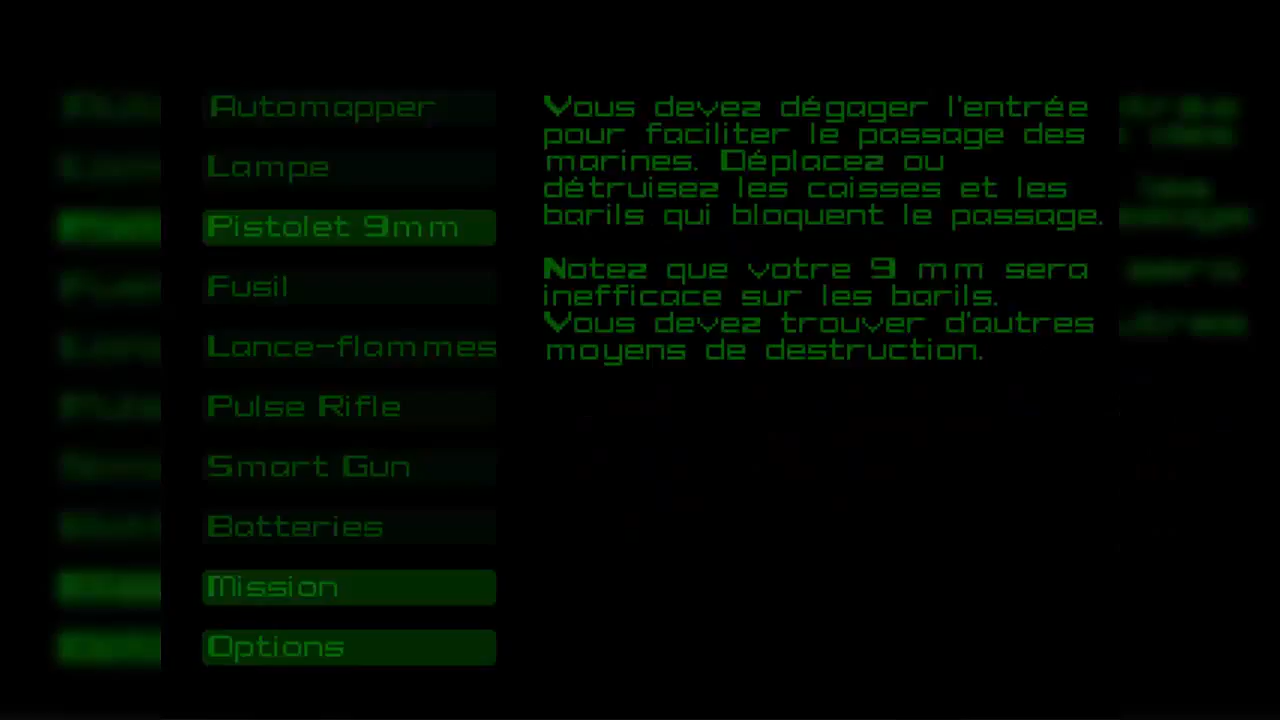 Automapper
Lampe
Pistolet 9mm
Fusil
Lance-flammes
Pulse Rifle
Smart Gun
Batteries
Mission
Options
Vous devez dégager l'entrée
pour faciliter le passage des
marines. Déplacez ou
détruisez les caisses et les
barils qui bloquent le passage.
Notez que votre 9 mm sera
inefficace sur les barils.
Vous devez trouver d'autres
moyens de destruction.